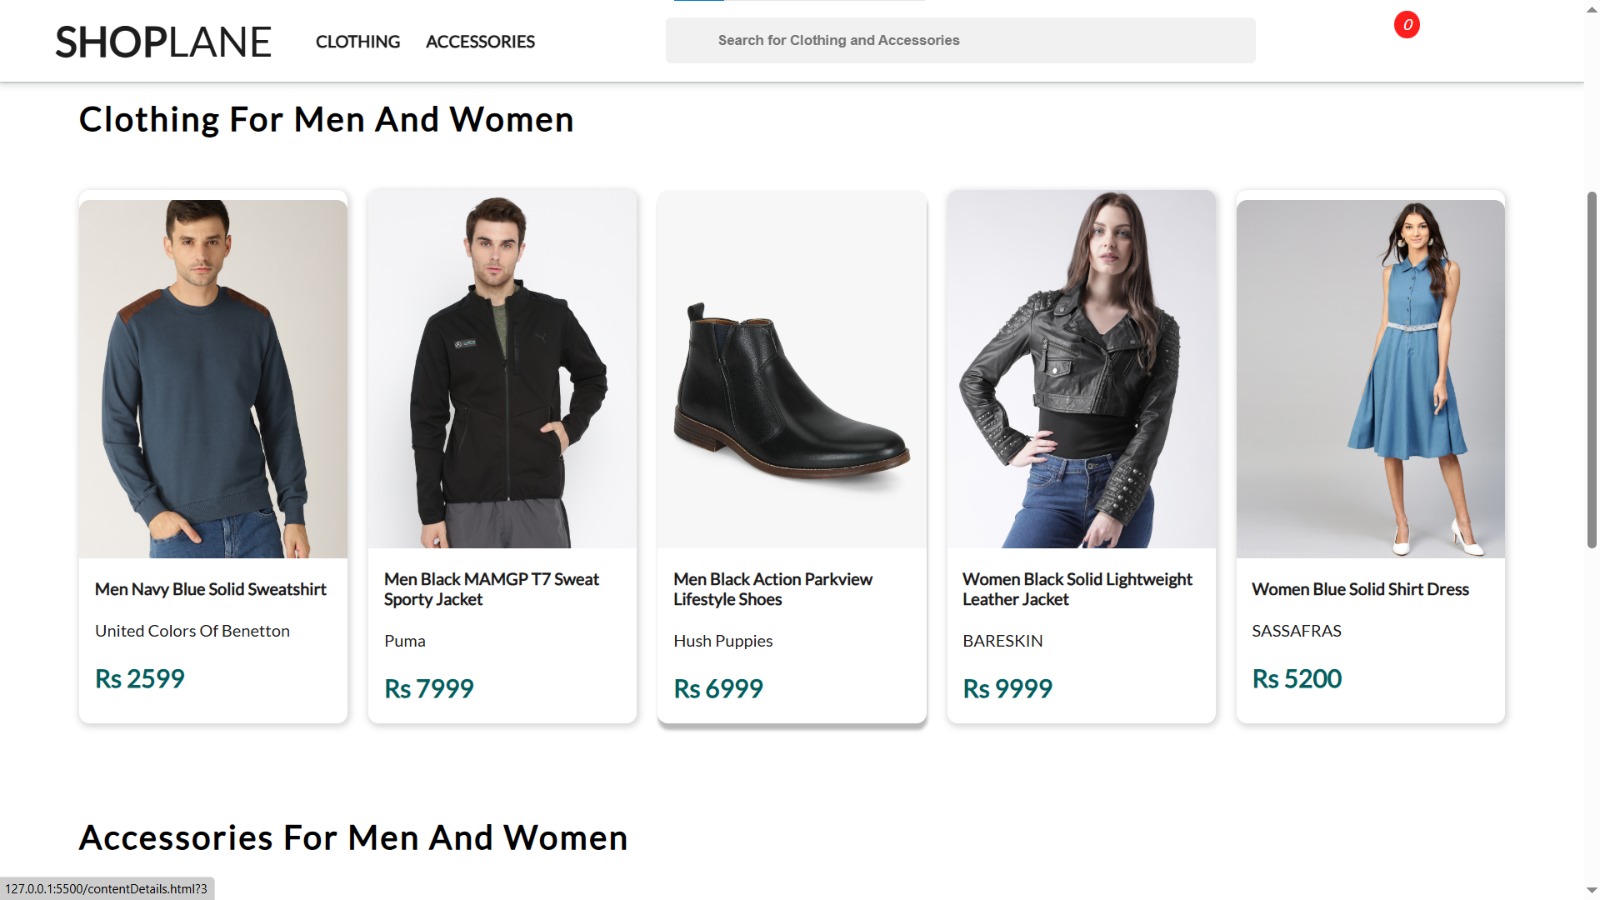 SHOPLANE
CLOTHING
ACCESSORIES
Search for Clothing and Accessories
0
Clothing For Men And Women
Men Navy Blue Solid Sweatshirt
United Colors Of Benetton
Rs 2599
Men Black MAMGP T7 Sweat
Sporty Jacket
Puma
Rs 7999
Men Black Action Parkview
Lifestyle Shoes
Hush Puppies
Rs 6999
Women Black Solid Lightweight
Leather Jacket
BARESKIN
Rs 9999
Women Blue Solid Shirt Dress
SASSAFRAS
Rs 5200
Accessories For Men And Women
127.0.0.1:5500/contentDetails.html?3